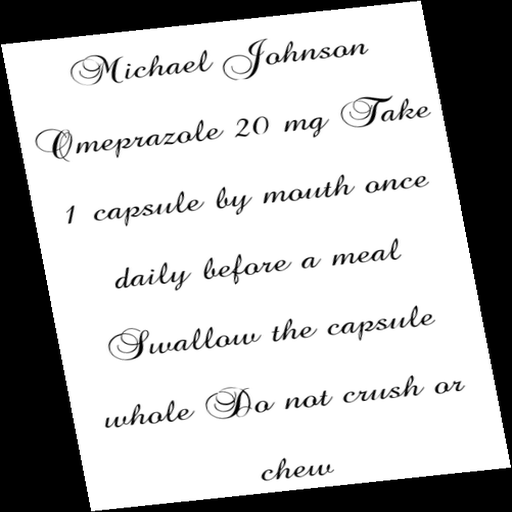 Michael Johnson
Omeprazole 20 mg Take
1 capsule by mouth once
daily before a meal
Swallow the capsule
whole Do not crush or
chew